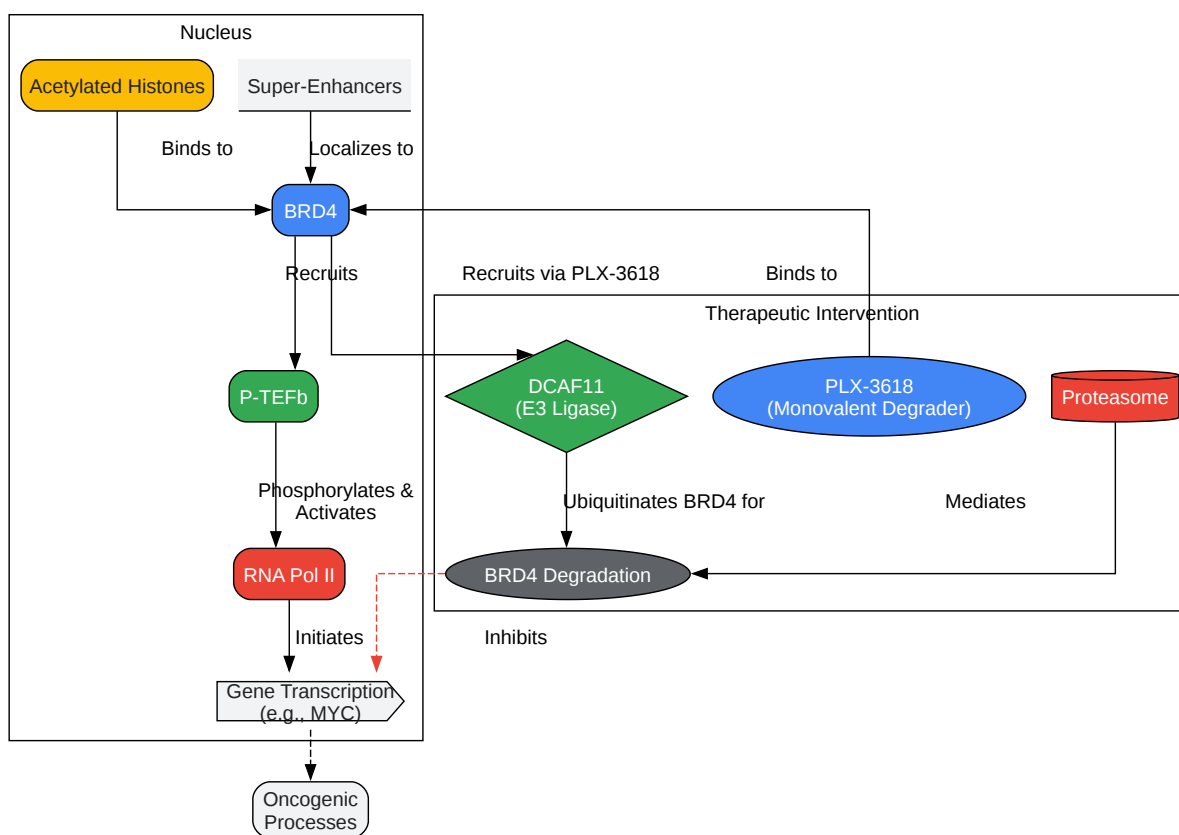 Nucleus
Acetylated Histones
Super-Enhancers
Binds to
Localizes to
BRD4
Recruits
Recruits via PLX-3618
Binds to
Therapeutic Intervention
P-TEFb
DCAF11
(E3 Ligase)
PLX-3618
(Monovalent Degrader)
Proteasome
Phosphorylates &
Activates
Ubiquitinates BRD4 for
Mediates
RNA Pol II
BRD4 Degradation
Initiates
Inhibits
Gene Transcription
(e.g., MYC)
Oncogenic
Processes